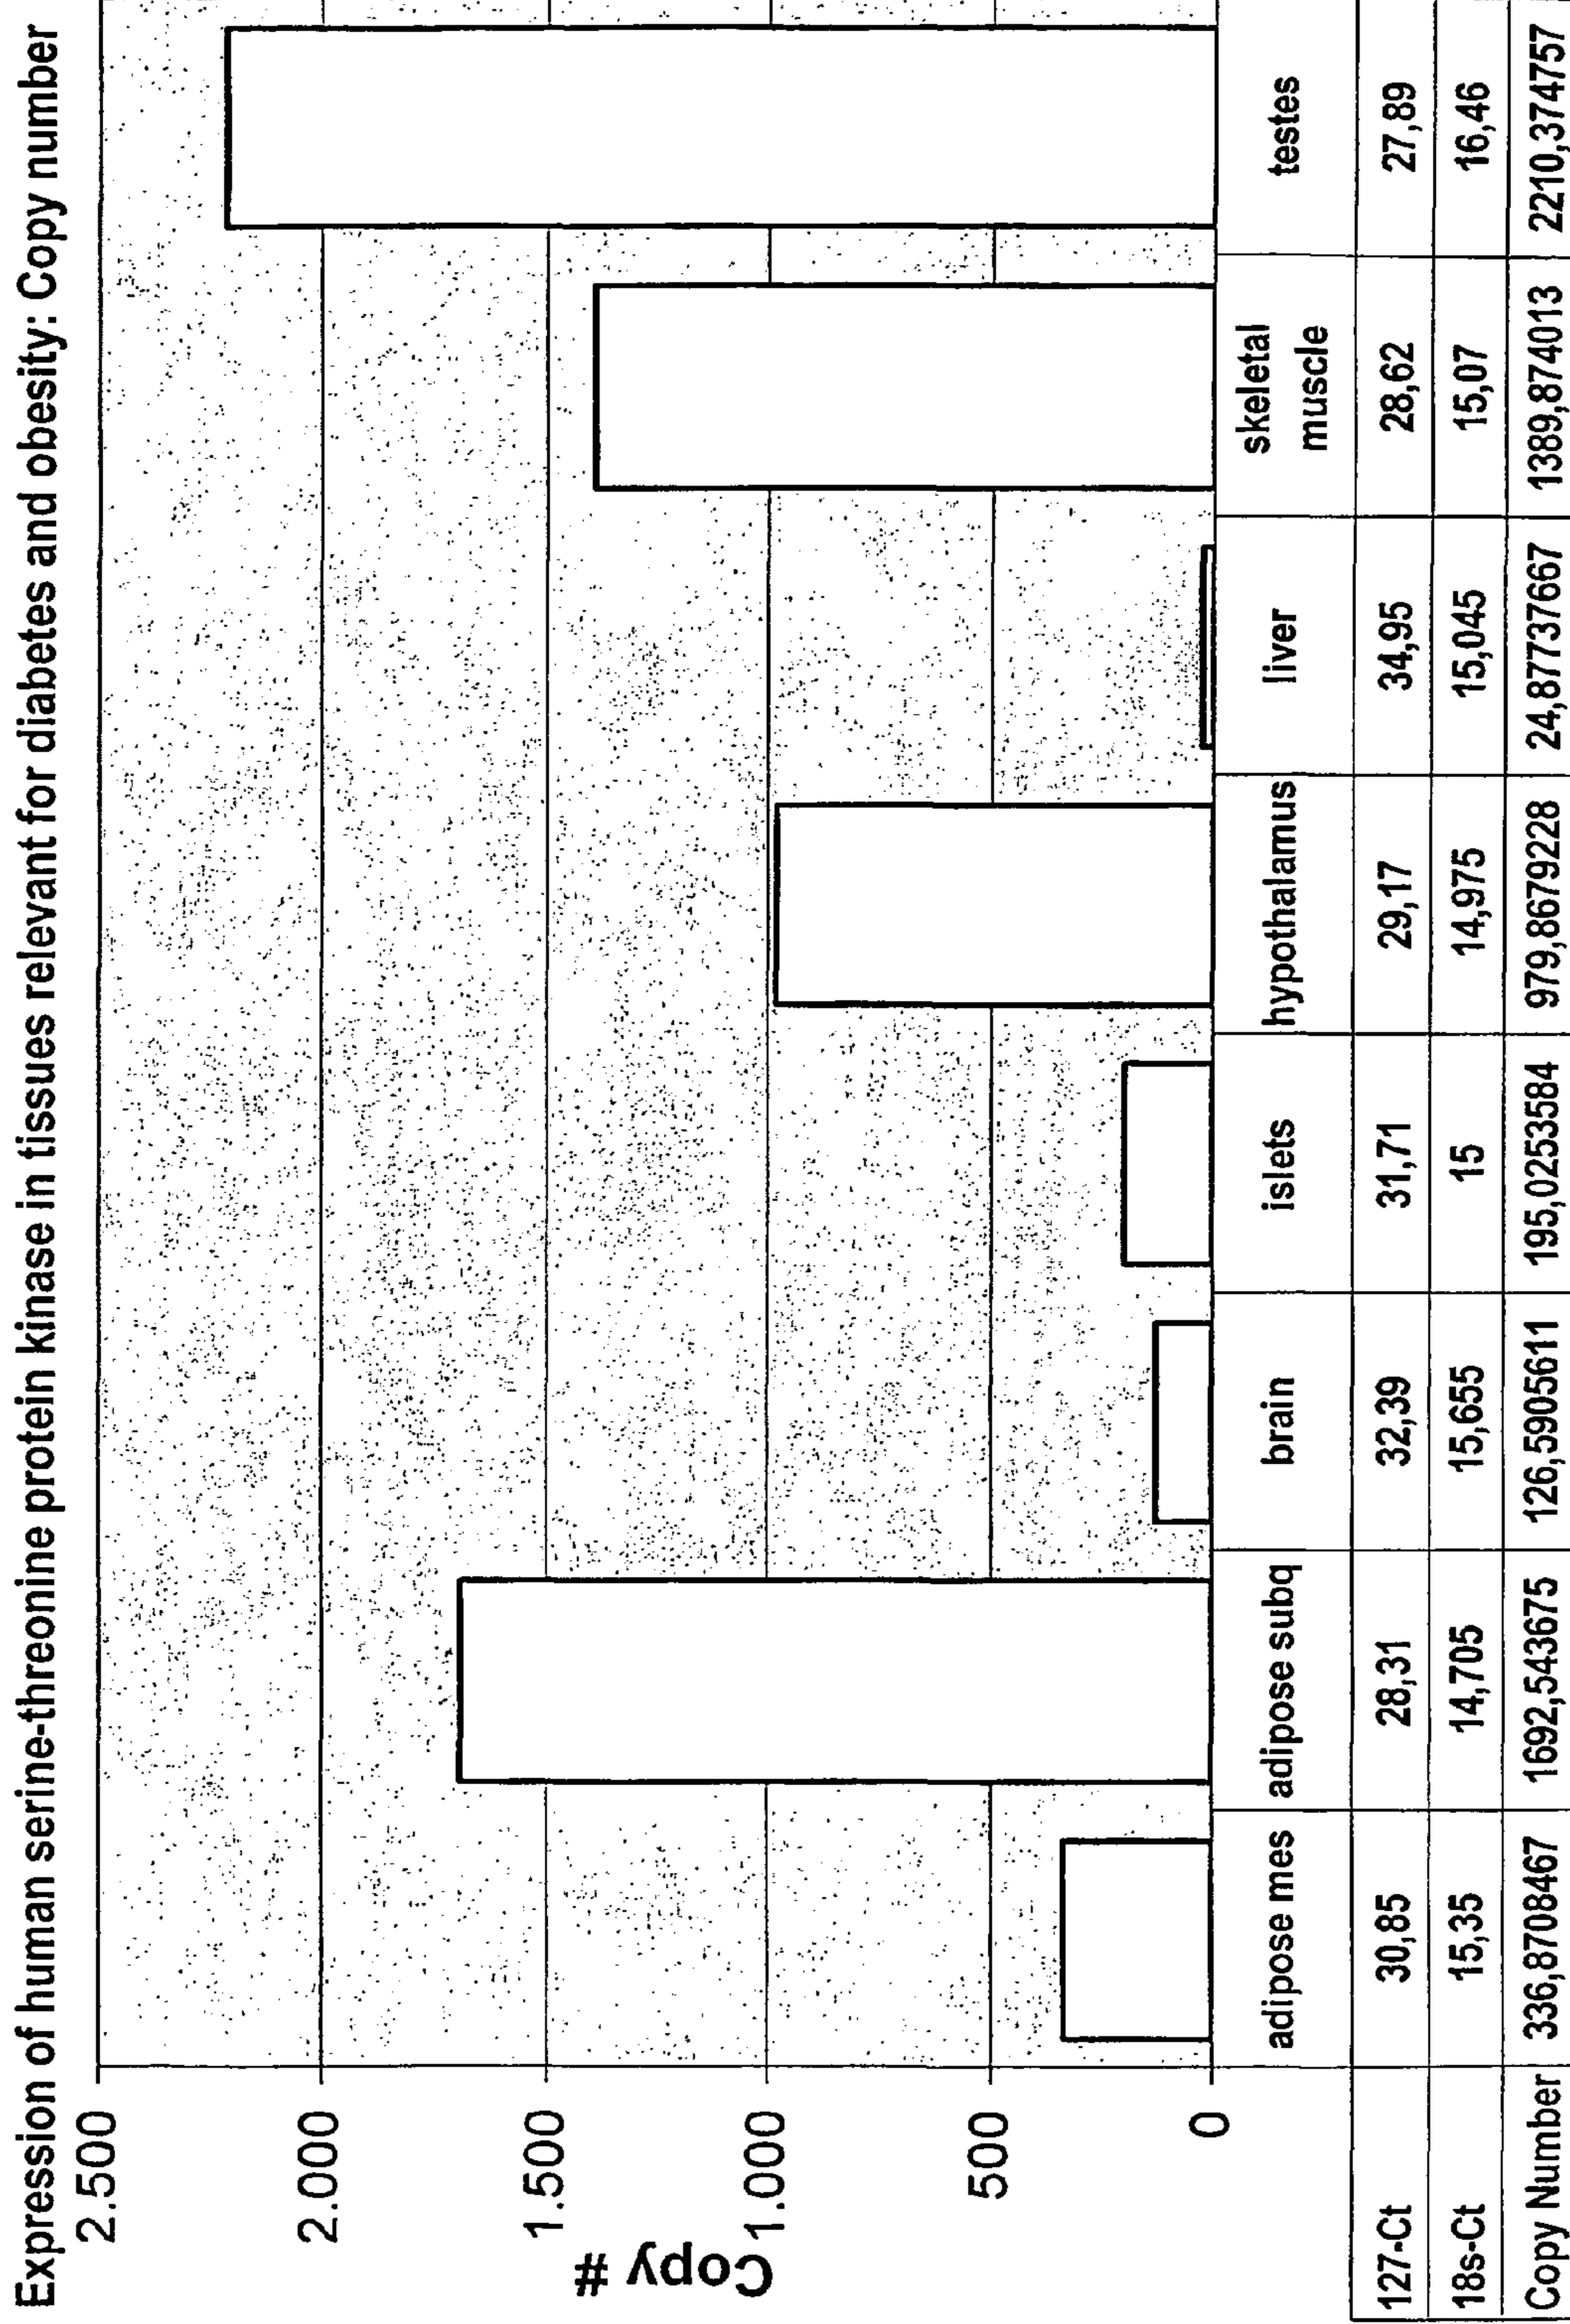 Expression of human serine-threonine protein kinase in tissues relevant for diabetes and obesity: Copy number
Copy #
2.500
2.000
1.500
1.000
500
0
adipose mes adipose subq brain islets hypothalamus liver skeletal muscle testes
127-Ct 30,85 28,31 32,39 31,71 29,17 34,95 28,62 27,89
18s-Ct 15,35 14,705 15,655 15 14,975 15,045 15,07 16,46
Copy Number 336,8708467 1692,543675 126,5905611 195,0253584 979,8679228 24,87737667 1389,874013 2210,374757